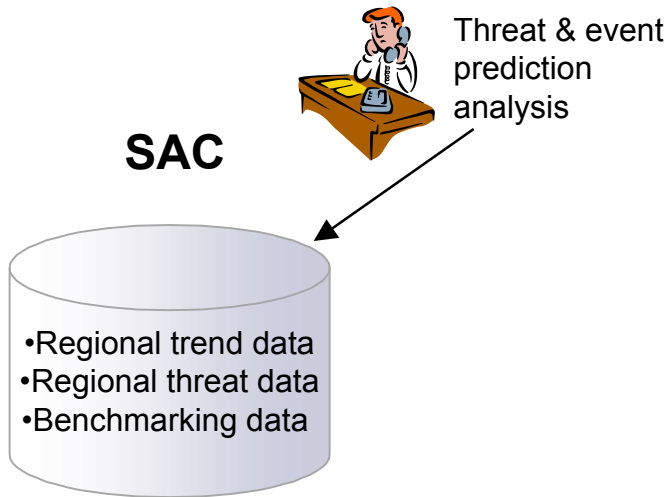 Threat & event
prediction
analysis
SAC
•Regional trend data
•Regional threat data
•Benchmarking data